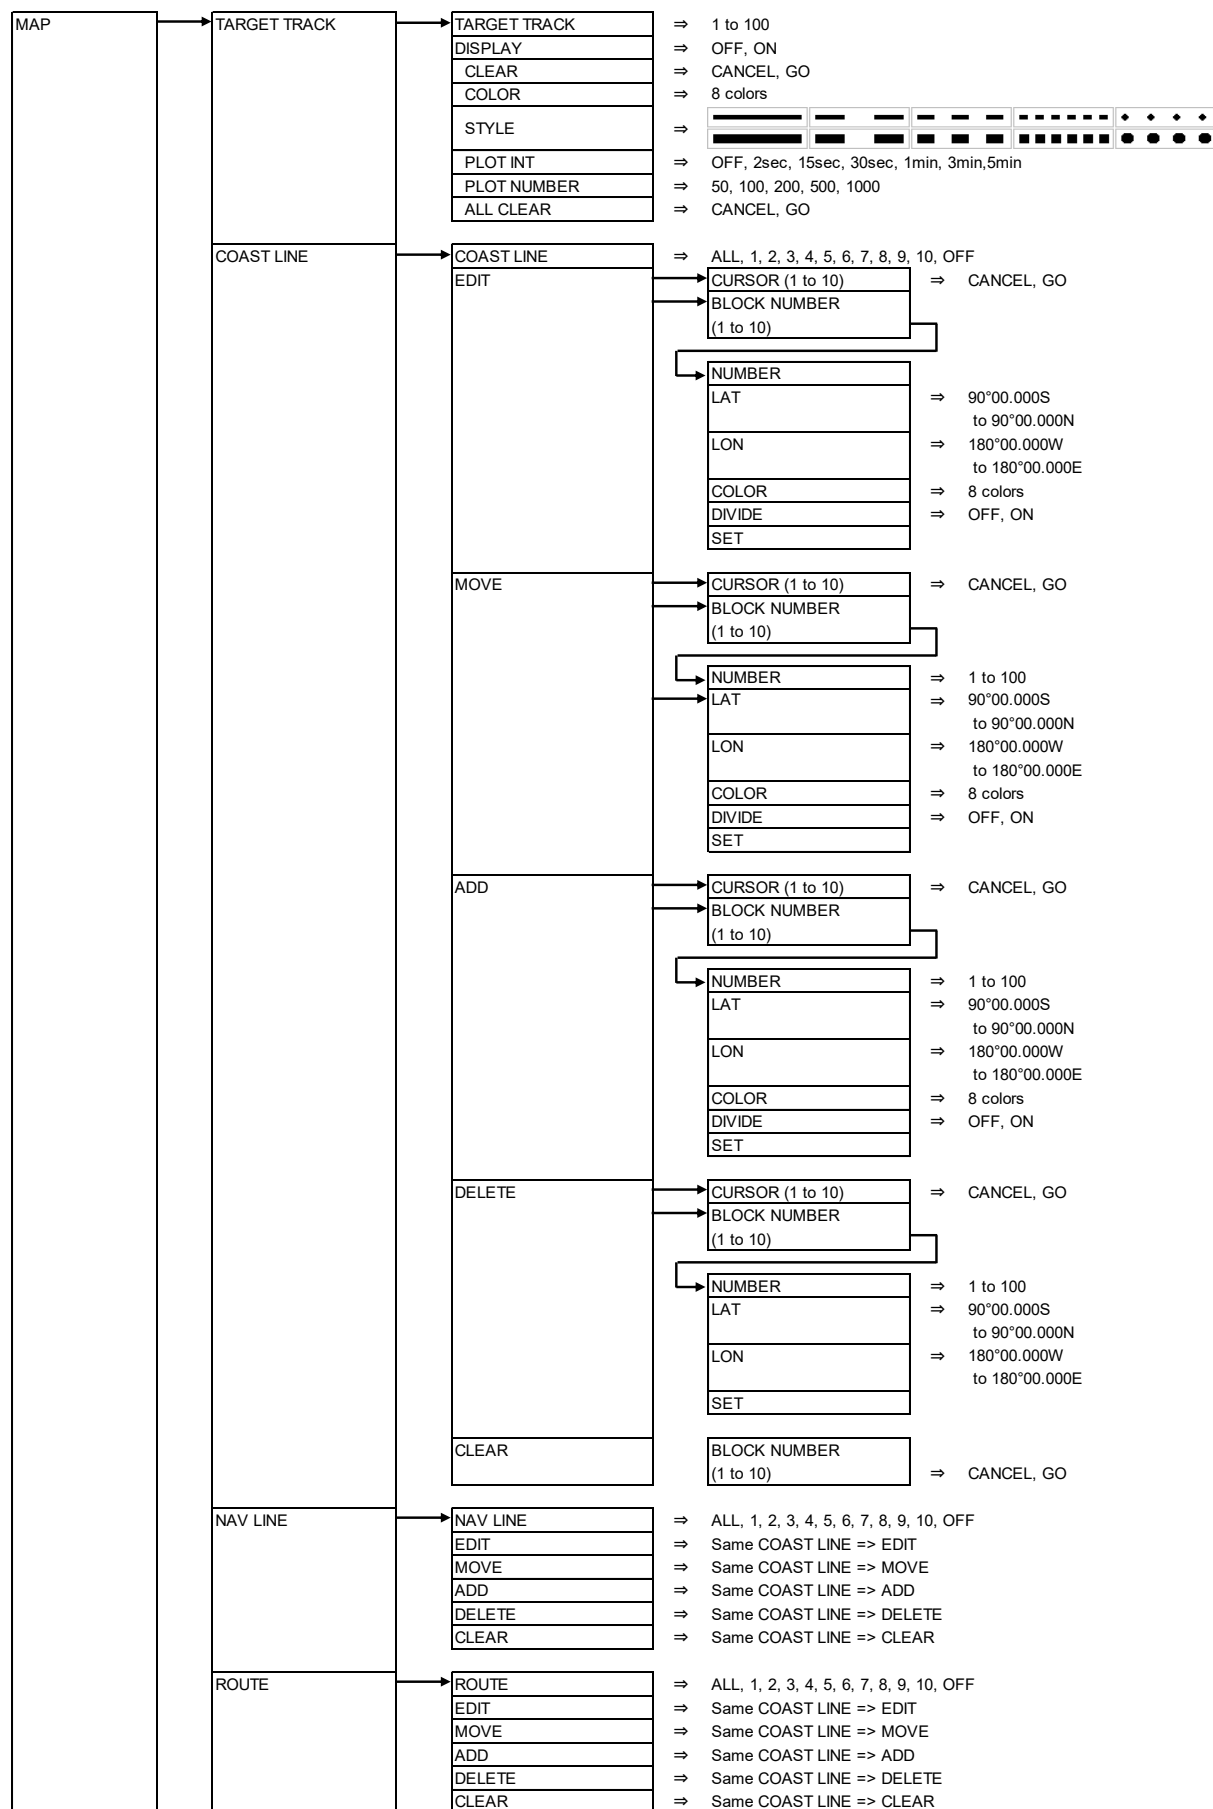 MAP TARGET TRACK TARGET TRACK ⇒ 1 to 100
DISPLAY ⇒ OFF, ON
CLEAR ⇒ CANCEL, GO
COLOR ⇒ 8 colors
STYLE ⇒
PLOT INT ⇒ OFF, 2sec, 15sec, 30sec, 1min, 3min,5min
PLOT NUMBER ⇒ 50, 100, 200, 500, 1000
ALL CLEAR ⇒ CANCEL, GO
COAST LINE COAST LINE ⇒ ALL, 1, 2, 3, 4, 5, 6, 7, 8, 9, 10, OFF
EDIT CURSOR (1 to 10) ⇒ CANCEL, GO
BLOCK NUMBER
(1 to 10)
NUMBER
LAT ⇒ 90°00.000S
to 90°00.000N
LON ⇒ 180°00.000W
to 180°00.000E
COLOR ⇒ 8 colors
DIVIDE ⇒ OFF, ON
SET
MOVE CURSOR (1 to 10) ⇒ CANCEL, GO
BLOCK NUMBER
(1 to 10)
NUMBER ⇒ 1 to 100
LAT ⇒ 90°00.000S
to 90°00.000N
LON ⇒ 180°00.000W
to 180°00.000E
COLOR ⇒ 8 colors
DIVIDE ⇒ OFF, ON
SET
ADD CURSOR (1 to 10) ⇒ CANCEL, GO
BLOCK NUMBER
(1 to 10)
NUMBER ⇒ 1 to 100
LAT ⇒ 90°00.000S
to 90°00.000N
LON ⇒ 180°00.000W
to 180°00.000E
COLOR ⇒ 8 colors
DIVIDE ⇒ OFF, ON
SET
DELETE CURSOR (1 to 10) ⇒ CANCEL, GO
BLOCK NUMBER
(1 to 10)
NUMBER ⇒ 1 to 100
LAT ⇒ 90°00.000S
to 90°00.000N
LON ⇒ 180°00.000W
to 180°00.000E
SET
CLEAR BLOCK NUMBER
(1 to 10) ⇒ CANCEL, GO
NAV LINE NAV LINE ⇒ ALL, 1, 2, 3, 4, 5, 6, 7, 8, 9, 10, OFF
EDIT ⇒ Same COAST LINE => EDIT
MOVE ⇒ Same COAST LINE => MOVE
ADD ⇒ Same COAST LINE => ADD
DELETE ⇒ Same COAST LINE => DELETE
CLEAR ⇒ Same COAST LINE => CLEAR
ROUTE ROUTE ⇒ ALL, 1, 2, 3, 4, 5, 6, 7, 8, 9, 10, OFF
EDIT ⇒ Same COAST LINE => EDIT
MOVE ⇒ Same COAST LINE => MOVE
ADD ⇒ Same COAST LINE => ADD
DELETE ⇒ Same COAST LINE => DELETE
CLEAR ⇒ Same COAST LINE => CLEAR